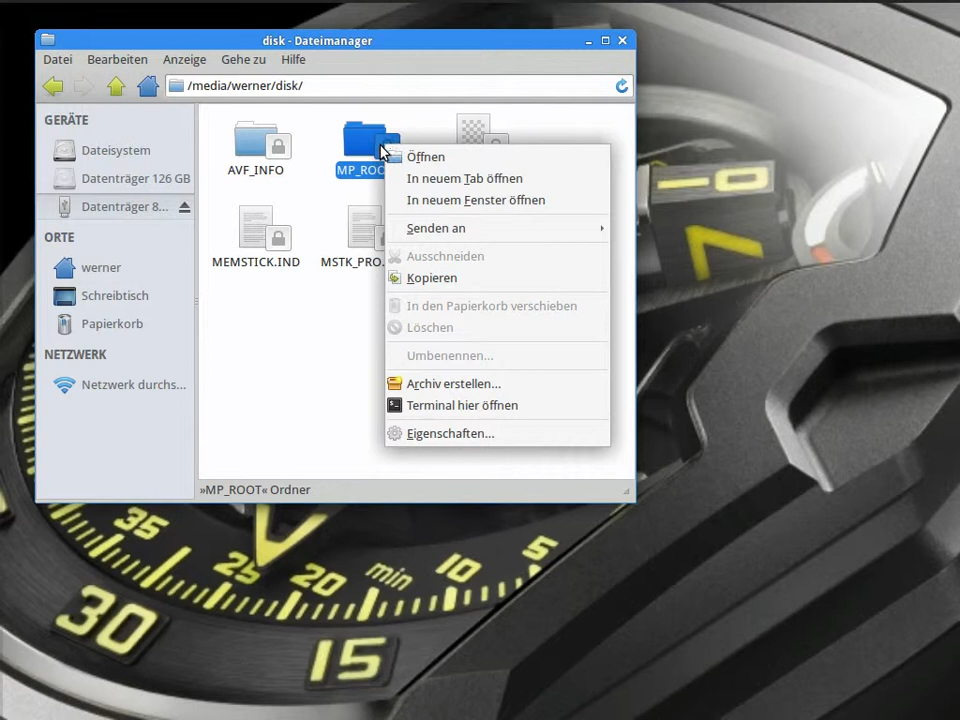 disk - Dateimanager
Datei Bearbeiten Anzeige Gehe zu Hilfe
/media/werner/disk/
GERÄTE
Dateisystem
Datenträger 126 GB
Datenträger 8...
ORTE
werner
Schreibtisch
Papierkorb
NETZWERK
Netzwerk durchs...
AVF_INFO
MP_ROO
MEMSTICK.IND
MSTK_PRO.
Öffnen
In neuem Tab öffnen
In neuem Fenster öffnen
Senden an
Ausschneiden
Kopieren
In den Papierkorb verschieben
Löschen
Umbenennen...
Archiv erstellen...
Terminal hier öffnen
Eigenschaften...
»MP_ROOT« Ordner
35
25
20
min
10
5
30
15